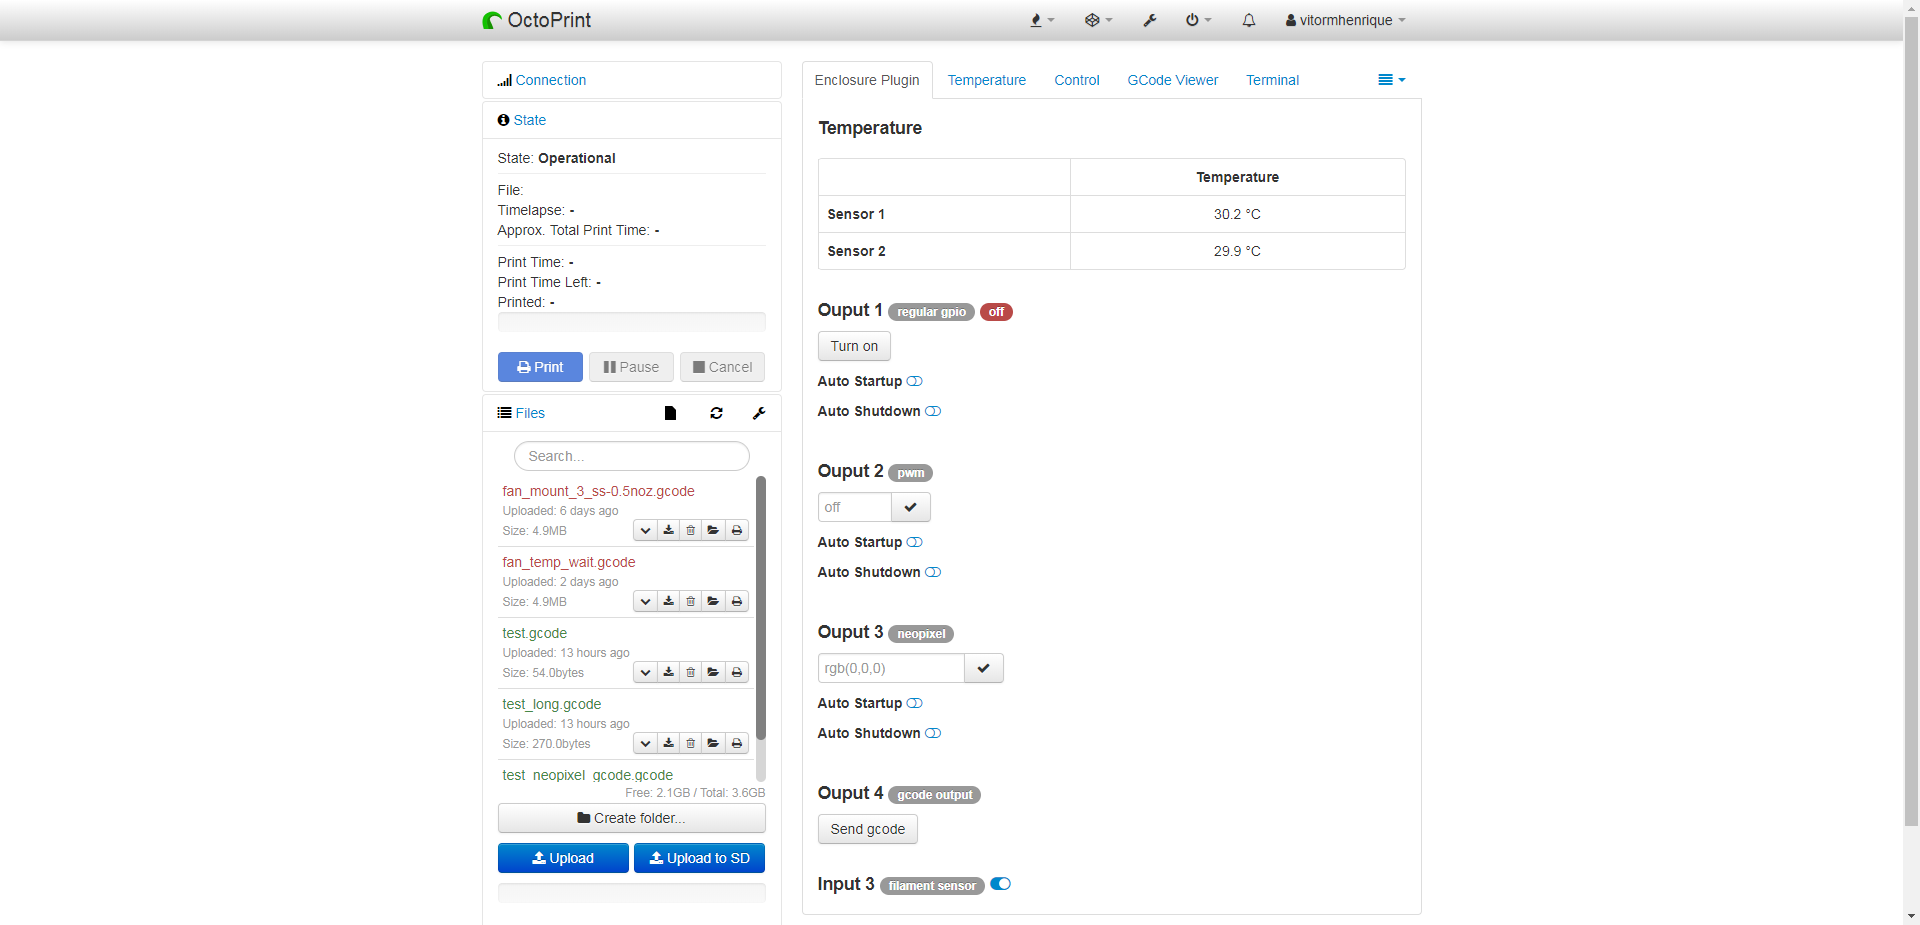 OctoPrint
vitormhenrique
Connection
State
State: Operational
File:
Timelapse: -
Approx. Total Print Time: -
Print Time: -
Print Time Left: -
Printed: -
Print
Pause
Cancel
Files
Search...
fan_mount_3_ss-0.5noz.gcode
Uploaded: 6 days ago
Size: 4.9MB
fan_temp_wait.gcode
Uploaded: 2 days ago
Size: 4.9MB
test.gcode
Uploaded: 13 hours ago
Size: 54.0bytes
test_long.gcode
Uploaded: 13 hours ago
Size: 270.0bytes
test_neopixel_gcode.gcode
Free: 2.1GB / Total: 3.6GB
Create folder...
Upload
Upload to SD
Enclosure Plugin
Temperature
Control
GCode Viewer
Terminal
Temperature
Temperature
Sensor 1 30.2 °C
Sensor 2 29.9 °C
Ouput 1 regular gpio off
Turn on
Auto Startup
Auto Shutdown
Ouput 2 pwm
off
Auto Startup
Auto Shutdown
Ouput 3 neopixel
rgb(0,0,0)
Auto Startup
Auto Shutdown
Ouput 4 gcode output
Send gcode
Input 3 filament sensor